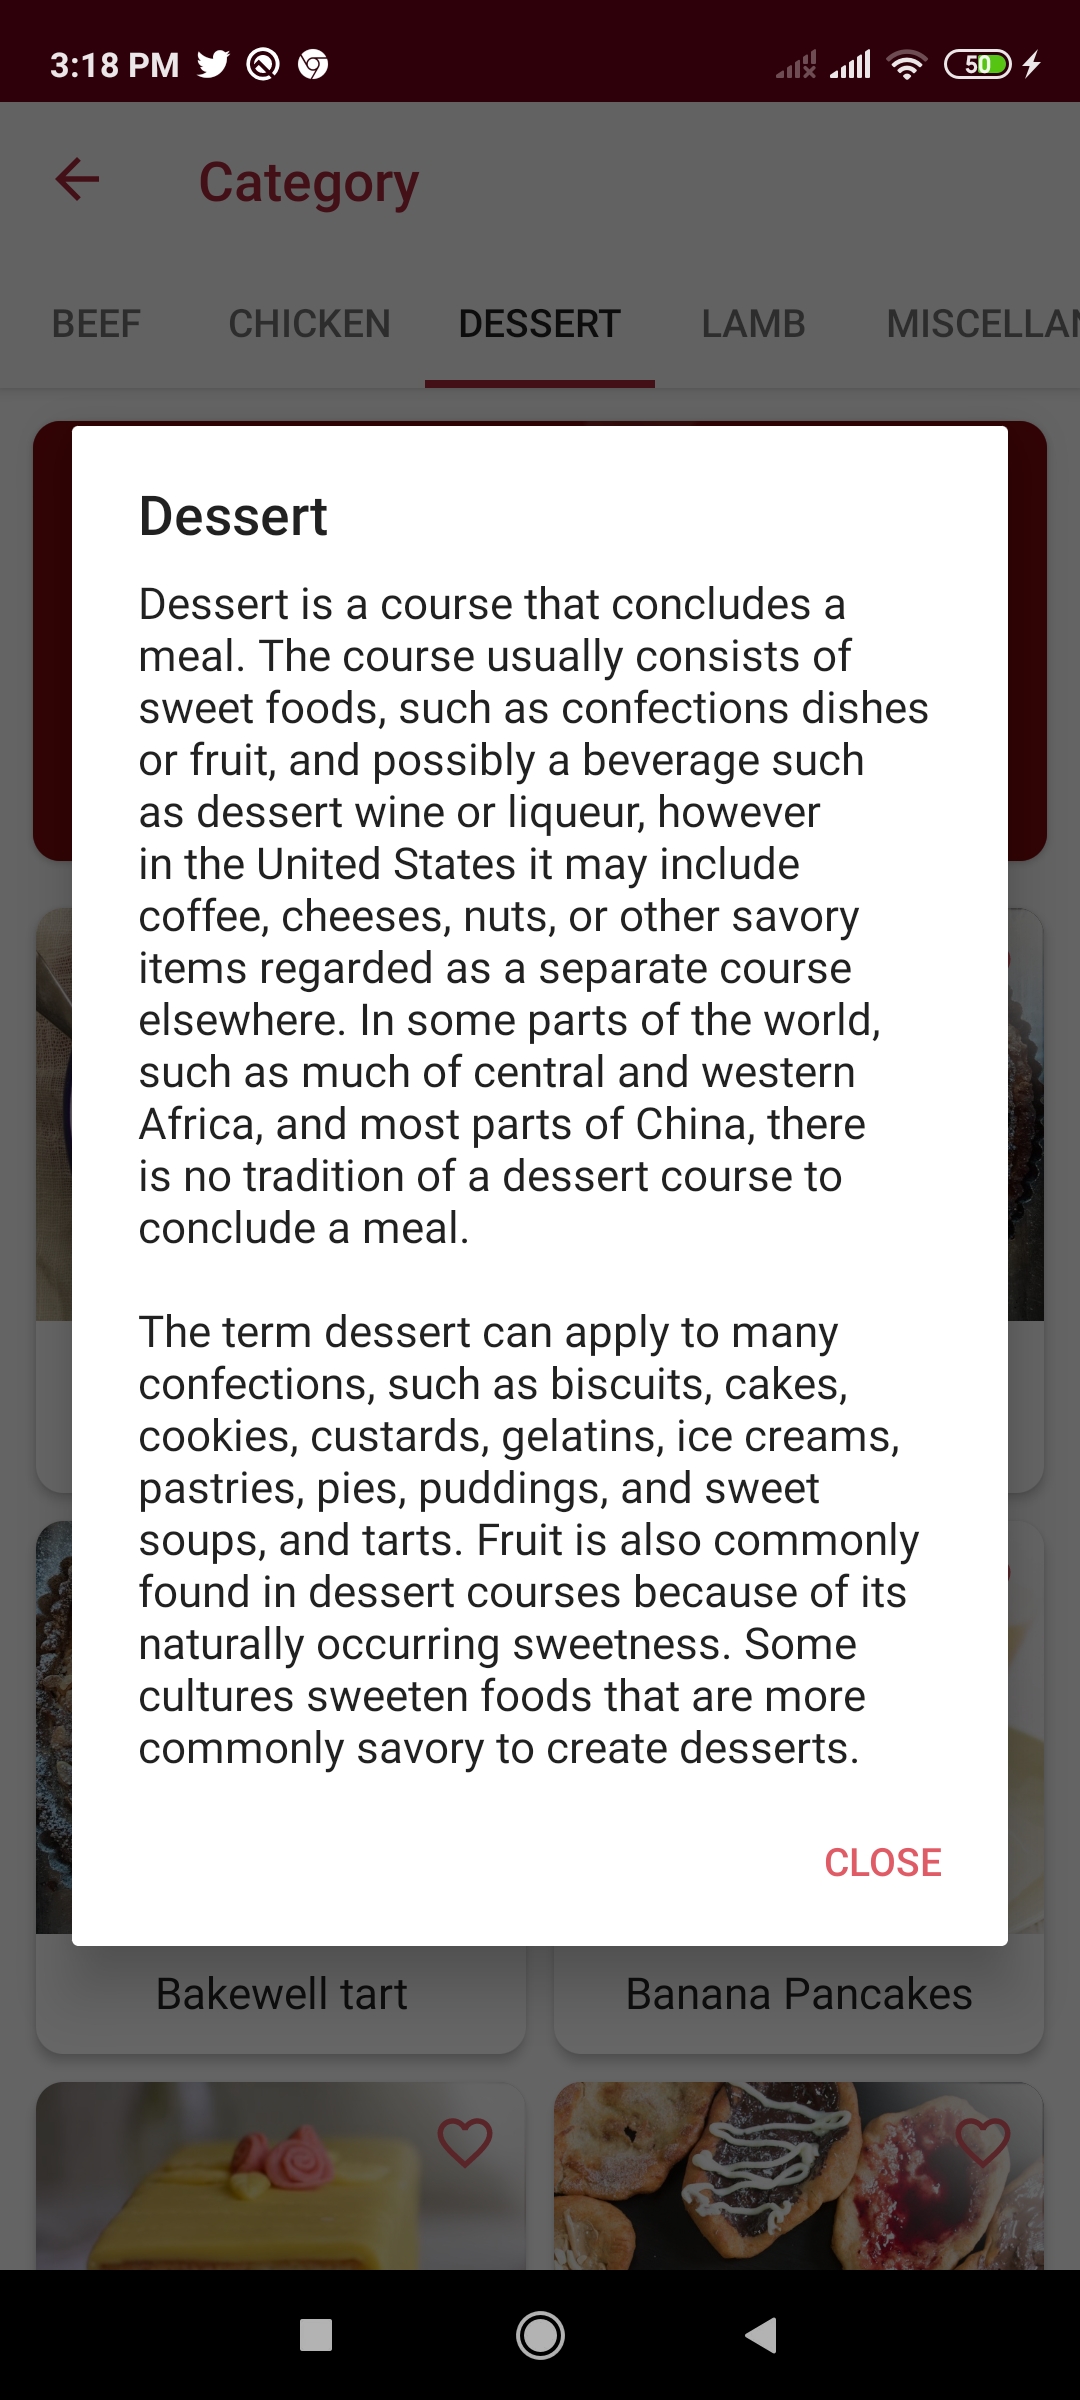 3:18 PM
50
Category
BEEF CHICKEN DESSERT LAMB MISCELLAN
Dessert
Dessert is a course that concludes a
meal. The course usually consists of
sweet foods, such as confections dishes
or fruit, and possibly a beverage such
as dessert wine or liqueur, however
in the United States it may include
coffee, cheeses, nuts, or other savory
items regarded as a separate course
elsewhere. In some parts of the world,
such as much of central and western
Africa, and most parts of China, there
is no tradition of a dessert course to
conclude a meal.
The term dessert can apply to many
confections, such as biscuits, cakes,
cookies, custards, gelatins, ice creams,
pastries, pies, puddings, and sweet
soups, and tarts. Fruit is also commonly
found in dessert courses because of its
naturally occurring sweetness. Some
cultures sweeten foods that are more
commonly savory to create desserts.
CLOSE
Bakewell tart
Banana Pancakes